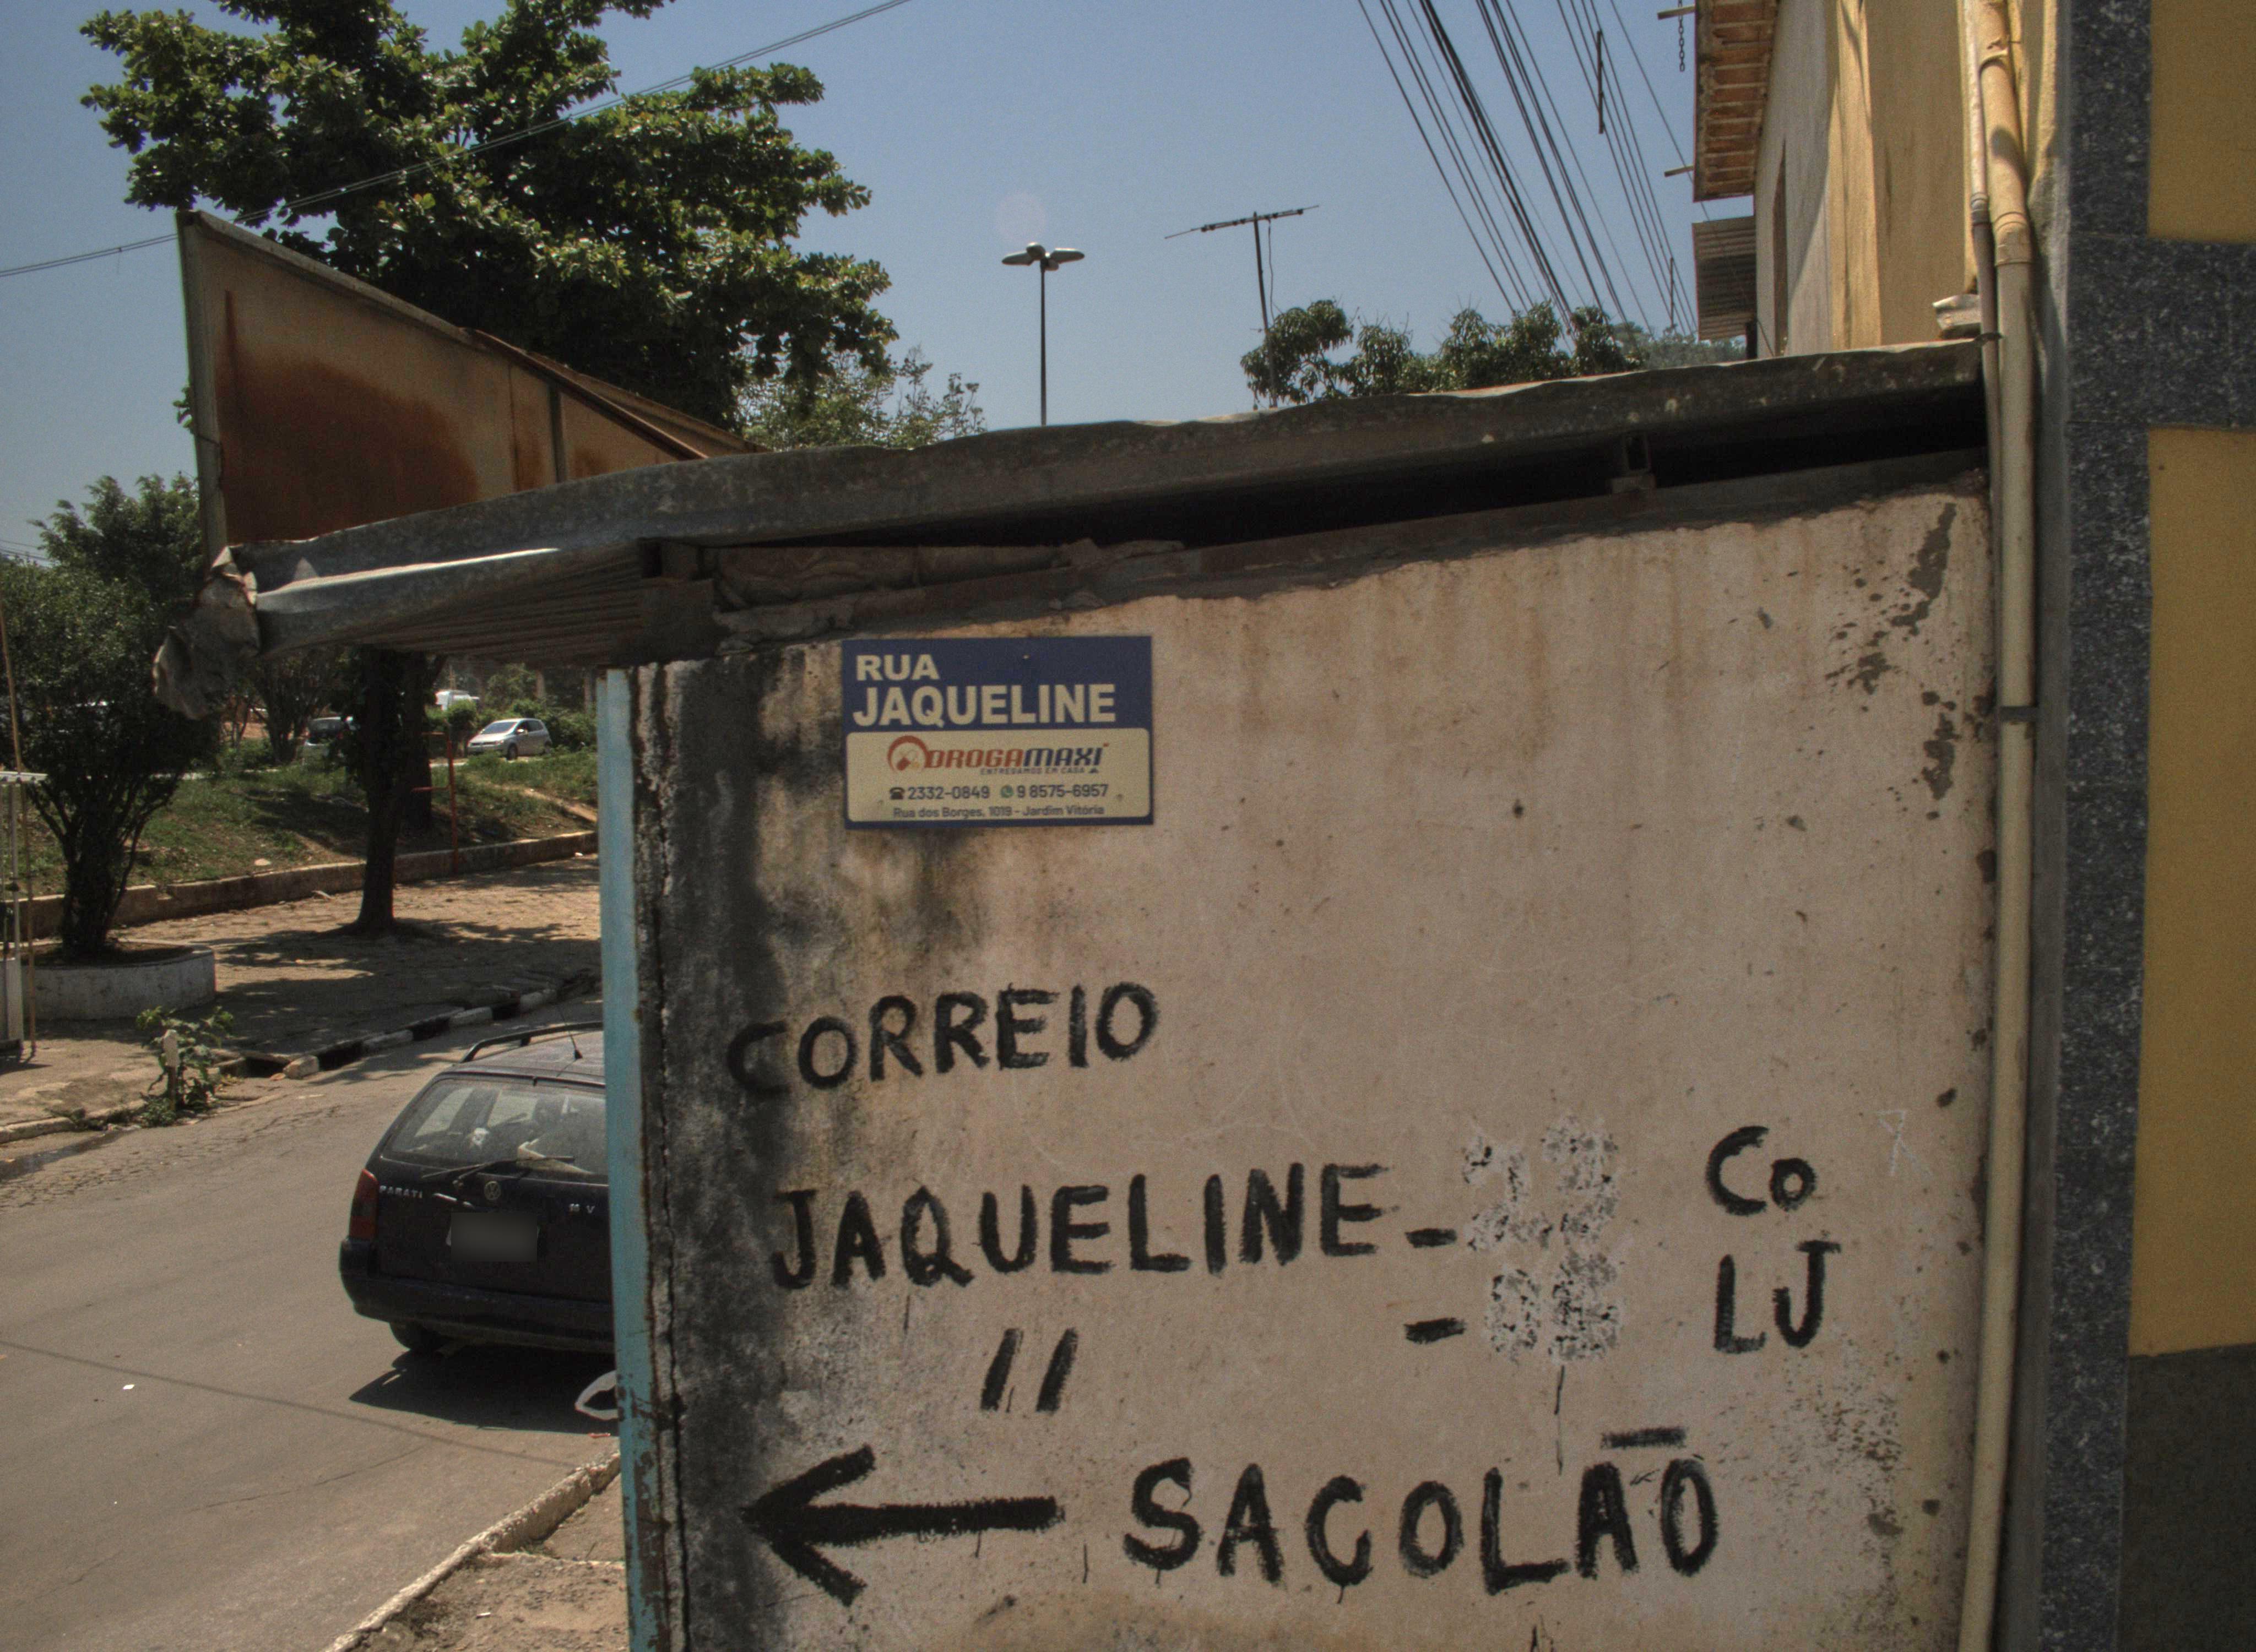 RUA
JAQUELINE
DROGAMAXI
ENTREGAMOS EM CASA
2332-0849 9 8575-6957
Rua dos Borges, 1019 - Jardim Vitória
CORREIO
JAQUELINE - Co
" - LJ
← SACOLÃO
PARATI
16 V